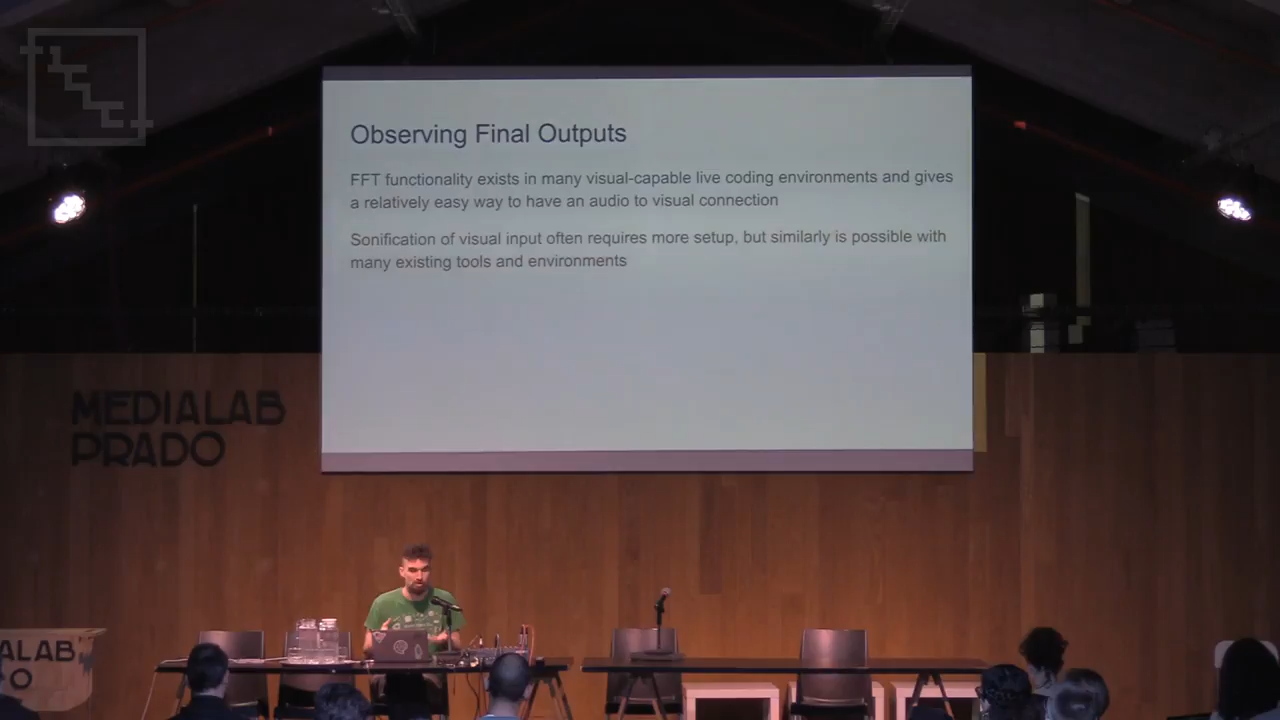 Observing Final Outputs
FFT functionality exists in many visual-capable live coding environments and gives
a relatively easy way to have an audio to visual connection
Sonification of visual input often requires more setup, but similarly is possible with
many existing tools and environments
MEDIALAB
PRADO
ALAB
O